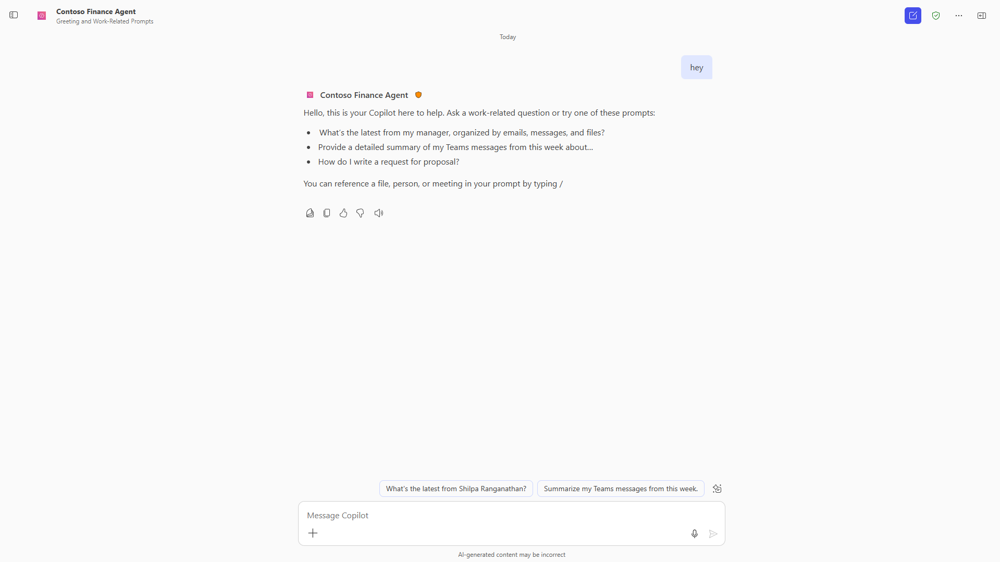 Contoso Finance Agent
Greeting and Work-Related Prompts
Today
hey
Contoso Finance Agent
Hello, this is your Copilot here to help. Ask a work-related question or try one of these prompts:
• What's the latest from my manager, organized by emails, messages, and files?
• Provide a detailed summary of my Teams messages from this week about...
• How do I write a request for proposal?
You can reference a file, person, or meeting in your prompt by typing /
What's the latest from Shilpa Ranganathan?
Summarize my Teams messages from this week.
Message Copilot
AI-generated content may be incorrect